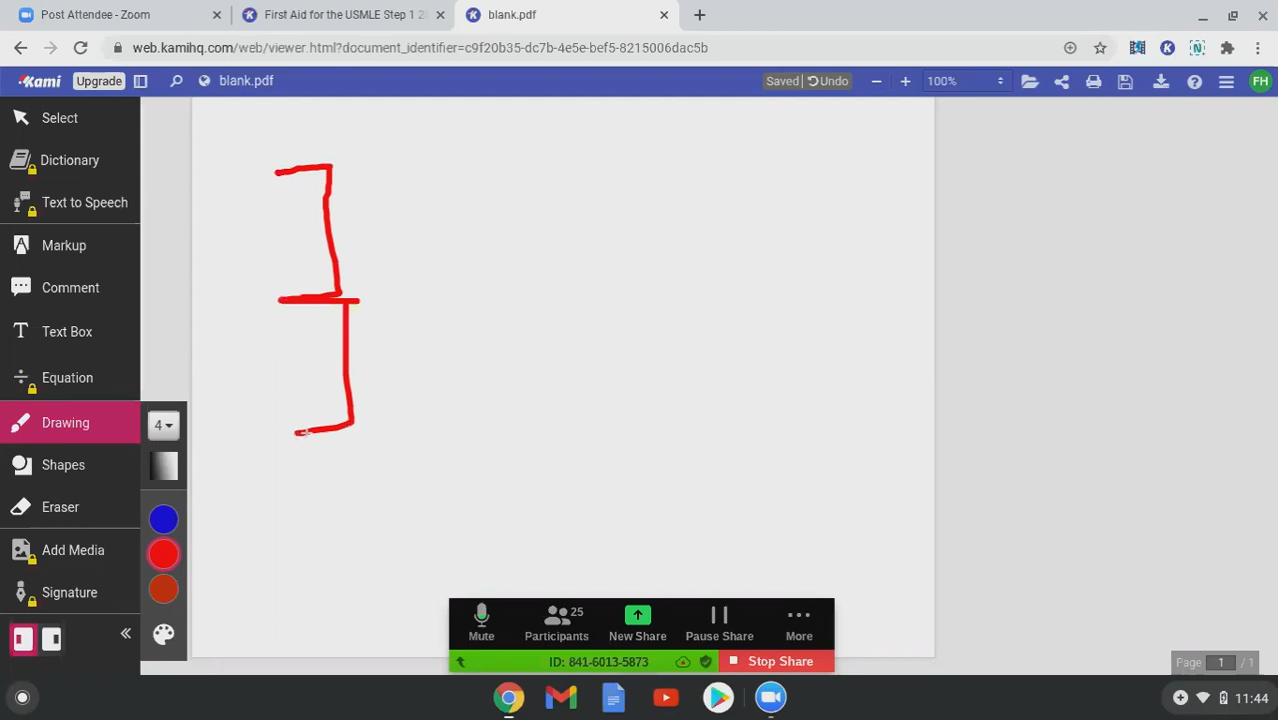 Post Attendee - Zoom
First Aid for the USMLE Step 1 2
blank.pdf
web.kamihq.com/web/viewer.html?document_identifier=c9f20b35-dc7b-4e5e-bef5-8215006dac5b
Kami
Upgrade
blank.pdf
Saved
Undo
100%
FH
Select
Dictionary
Text to Speech
Markup
Comment
Text Box
Equation
Drawing
4
Shapes
Eraser
Add Media
Signature
25
Mute
Participants
New Share
Pause Share
More
ID: 841-6013-5873
Stop Share
Page 1 / 1
11:44